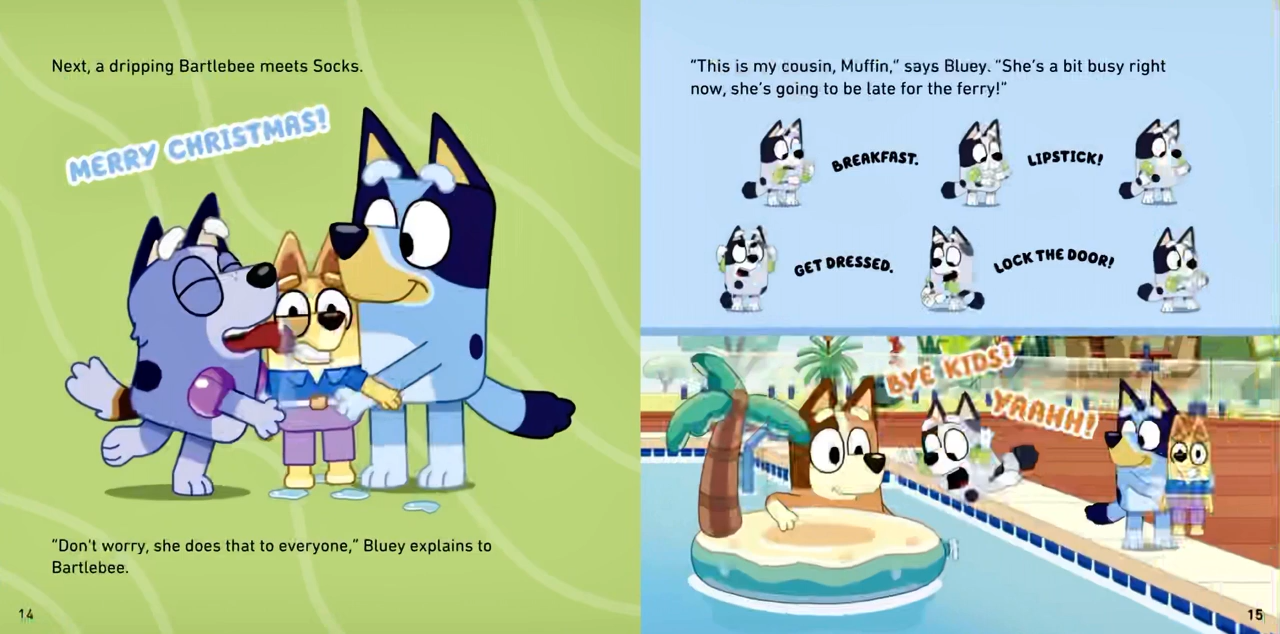 Next, a dripping Bartlebee meets Socks.
MERRY CHRISTMAS!
"Don't worry, she does that to everyone," Bluey explains to
Bartlebee.
14
"This is my cousin, Muffin," says Bluey. "She's a bit busy right
now, she's going to be late for the ferry!"
BREAKFAST.
LIPSTICK!
GET DRESSED.
LOCK THE DOOR!
BYE KIDS!
YAAHH!
15